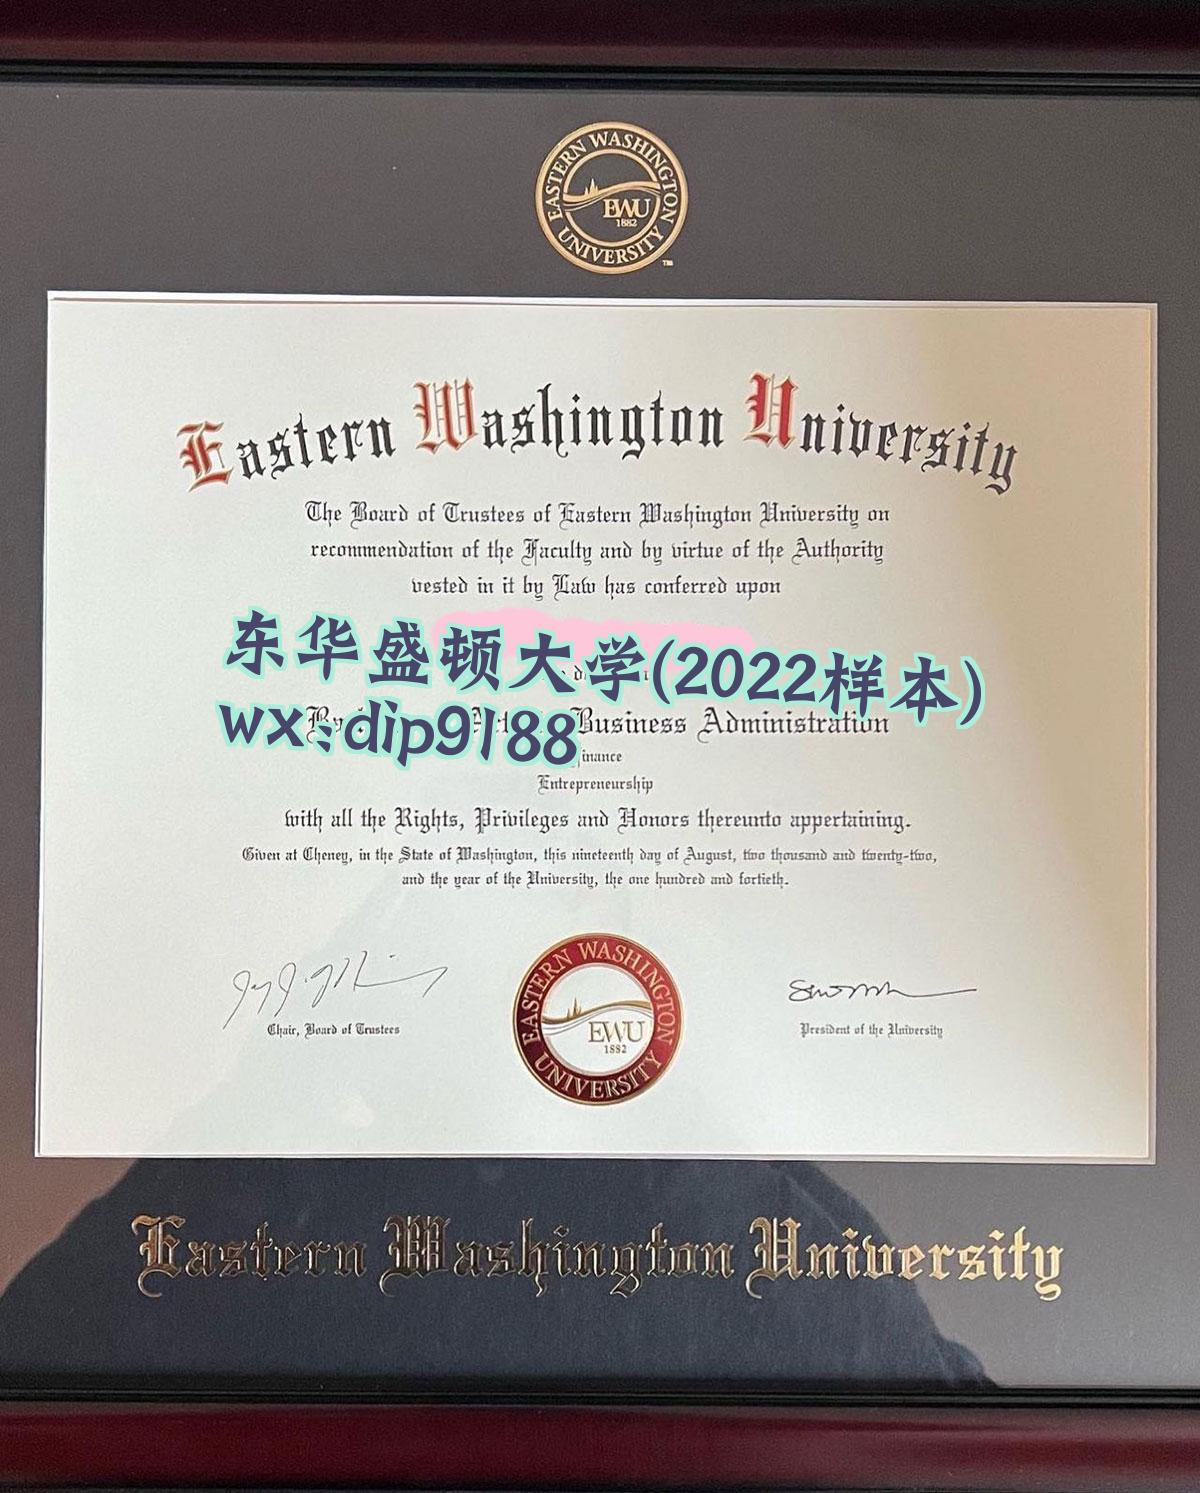 EASTERN WASHINGTON UNIVERSITY
EWU
1882
TM
Eastern Washington University
The Board of Trustees of Eastern Washington University on
recommendation of the Faculty and by virtue of the Authority
vested in it by Law has conferred upon
东华盛顿大学(2022样本)
wx:dip9188
Business Administration
Finance
Entrepreneurship
with all the Rights, Privileges and Honors thereunto appertaining.
Given at Cheney, in the State of Washington, this nineteenth day of August, two thousand and twenty-two,
and the year of the University, the one hundred and fortieth.
Chair, Board of Trustees
EASTERN WASHINGTON UNIVERSITY
EWU
1882
President of the University
Eastern Washington University